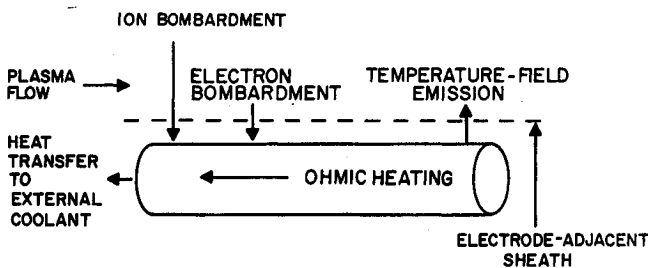 ION BOMBARDMENT
PLASMA
FLOW
ELECTRON
BOMBARDMENT
TEMPERATURE-FIELD
EMISSION
HEAT
TRANSFER
TO
EXTERNAL
COOLANT
OHMIC HEATING
ELECTRODE-ADJACENT
SHEATH